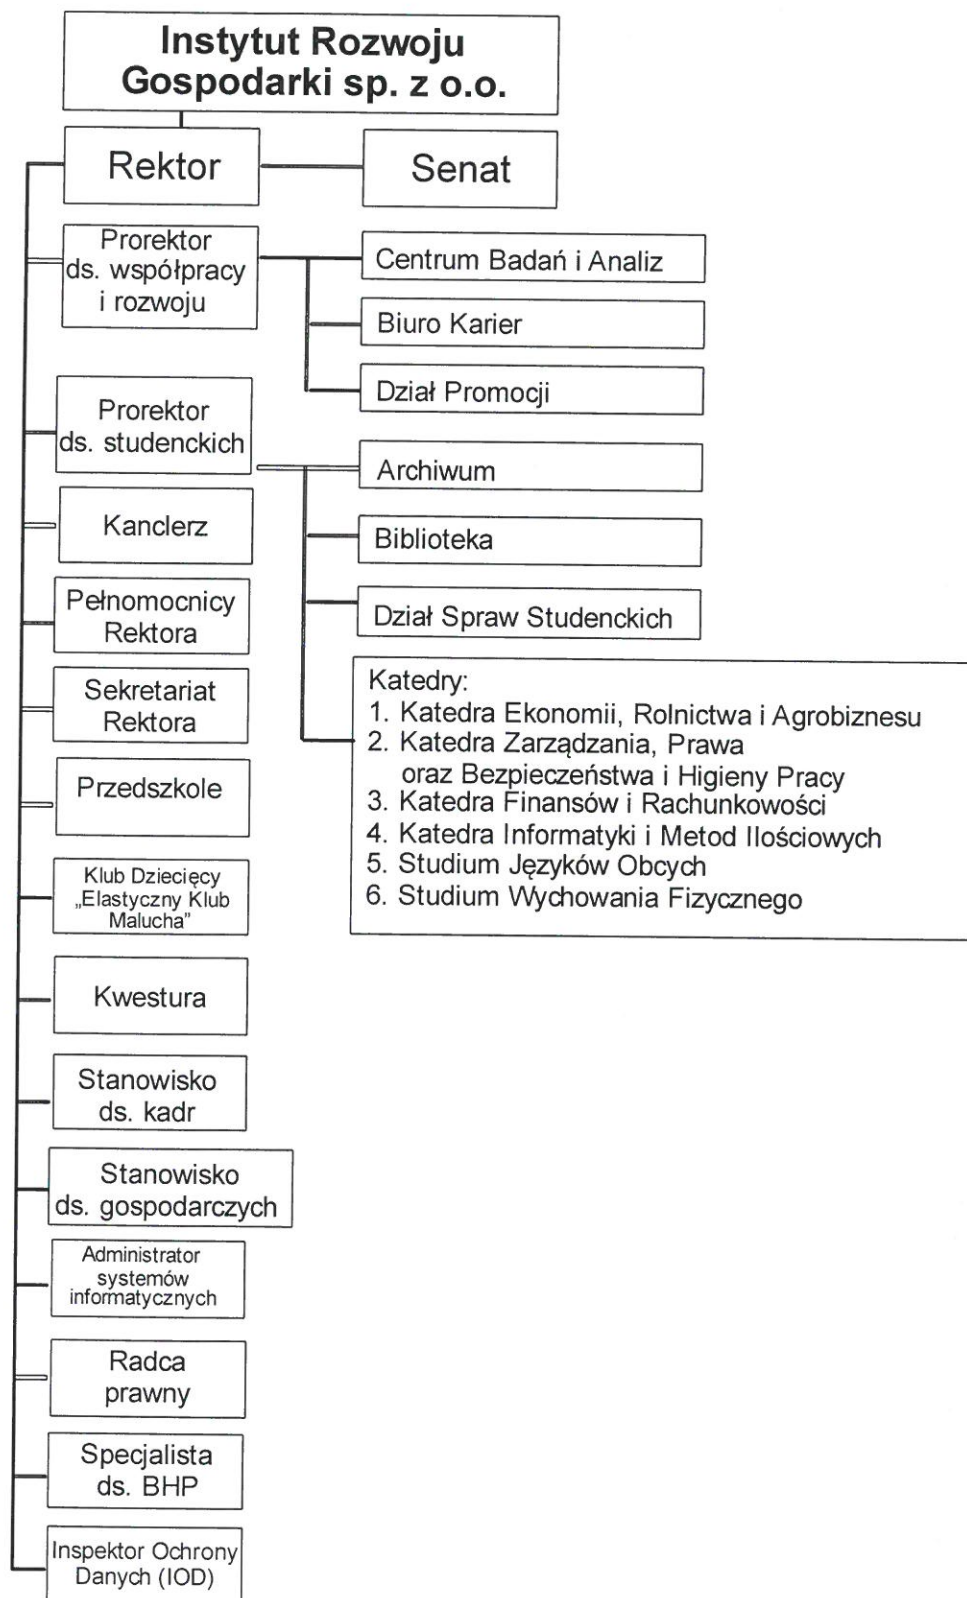 Instytut Rozwoju
Gospodarki sp. z o.o.
Rektor
Senat
Prorektor
ds. współpracy
i rozwoju
Centrum Badań i Analiz
Biuro Karier
Dział Promocji
Prorektor
ds. studenckich
Archiwum
Biblioteka
Dział Spraw Studenckich
Katedry:
1. Katedra Ekonomii, Rolnictwa i Agrobiznesu
2. Katedra Zarządzania, Prawa
oraz Bezpieczeństwa i Higieny Pracy
3. Katedra Finansów i Rachunkowości
4. Katedra Informatyki i Metod Ilościowych
5. Studium Języków Obcych
6. Studium Wychowania Fizycznego
Kanclerz
Pełnomocnicy
Rektora
Sekretariat
Rektora
Przedszkole
Klub Dziecięcy
„Elastyczny Klub
Malucha”
Kwestura
Stanowisko
ds. kadr
Stanowisko
ds. gospodarczych
Administrator
systemów
informatycznych
Radca
prawny
Specjalista
ds. BHP
Inspektor Ochrony
Danych (IOD)